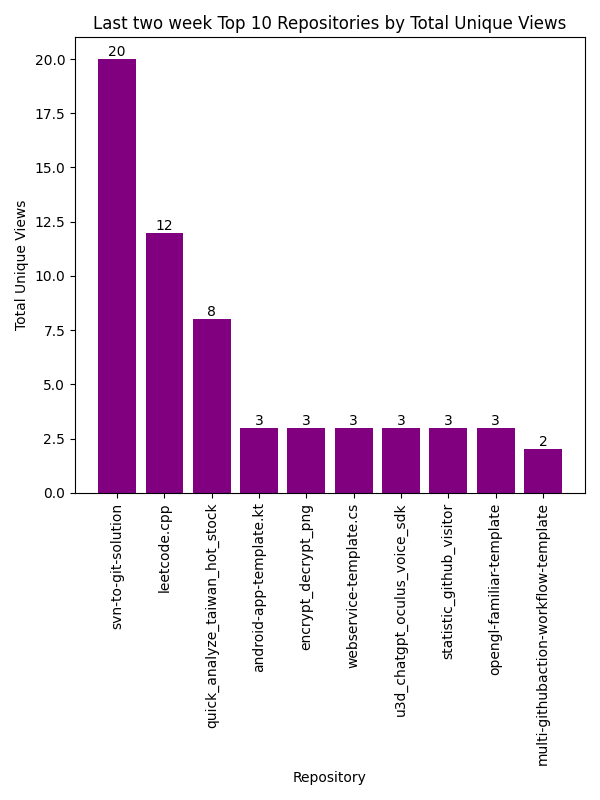 Last two week Top 10 Repositories by Total Unique Views
Total Unique Views
20.0
17.5
15.0
12.5
10.0
7.5
5.0
2.5
0.0
20
12
8
3
3
3
3
3
3
2
svn-to-git-solution
leetcode.cpp
quick_analyze_taiwan_hot_stock
android-app-template.kt
encrypt_decrypt_png
webservice-template.cs
u3d_chatgpt_oculus_voice_sdk
statistic_github_visitor
opengl-familiar-template
multi-githubaction-workflow-template
Repository